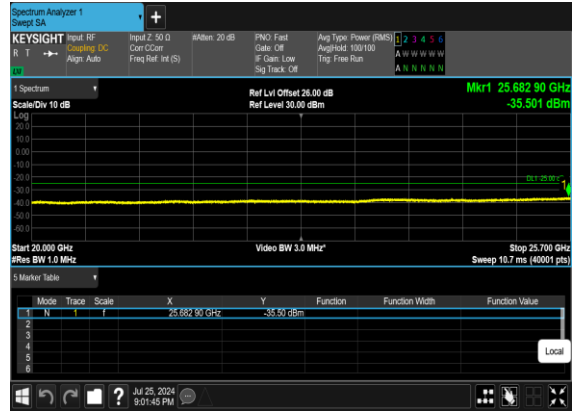 Spectrum Analyzer 1
Swept SA
+
KEYSIGHT Input: RF Input Z: 50 Ω #Atten: 20 dB PNO: Fast Avg Type: Power (RMS) 1 2 3 4 5 6
R T Coupling: DC Corr CCorr Gate: Off Avg|Hold: 100/100 A W W W W W
Align: Auto Freq Ref: Int (S) IF Gain: Low Trig: Free Run
Sig Track: Off A N N N N N
1 Spectrum Ref Lvl Offset 26.00 dB Mkr1 25.682 90 GHz
Scale/Div 10 dB Ref Level 30.00 dBm -35.501 dBm
Log
20.0
10.0
0.00
-10.0
-20.0
DL1 -25.00
-30.0
1
-40.0
-50.0
-60.0
Start 20.000 GHz Video BW 3.0 MHz* Stop 25.700 GHz
#Res BW 1.0 MHz Sweep 10.7 ms (40001 pts)
5 Marker Table
Mode Trace Scale X Y Function Function Width Function Value
1 N 1 f 25.682 90 GHz -35.50 dBm
2
3
4
5
6
Local
? Jul 25, 2024
9:01:45 PM